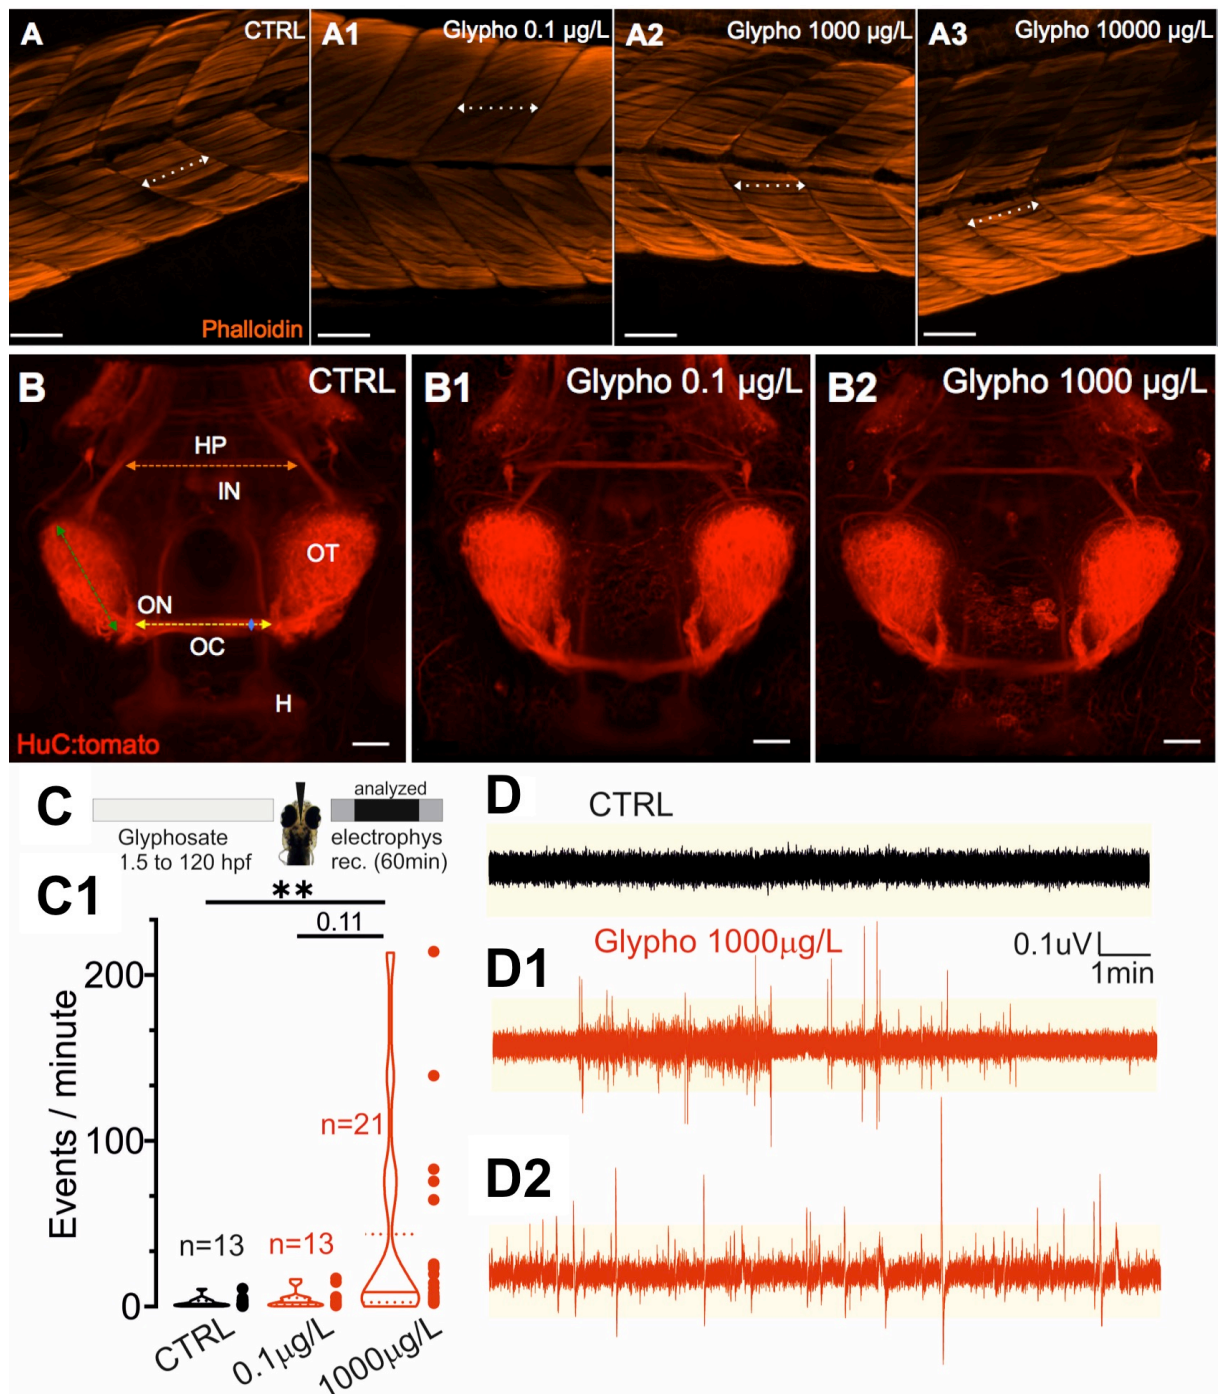 A
CTRL
A1
Glypho 0.1 µg/L
A2
Glypho 1000 µg/L
A3
Glypho 10000 µg/L
Phalloidin
B
CTRL
HP
IN
OT
ON
OC
H
HuC:tomato
B1
Glypho 0.1 µg/L
B2
Glypho 1000 µg/L
C
Glyphosate
1.5 to 120 hpf
analyzed
electrophys
rec. (60min)
C1
**
0.11
Events / minute
200
100
0
n=13
n=13
n=21
CTRL
0.1µg/L
1000µg/L
D
CTRL
D1
Glypho 1000µg/L
0.1uV
1min
D2